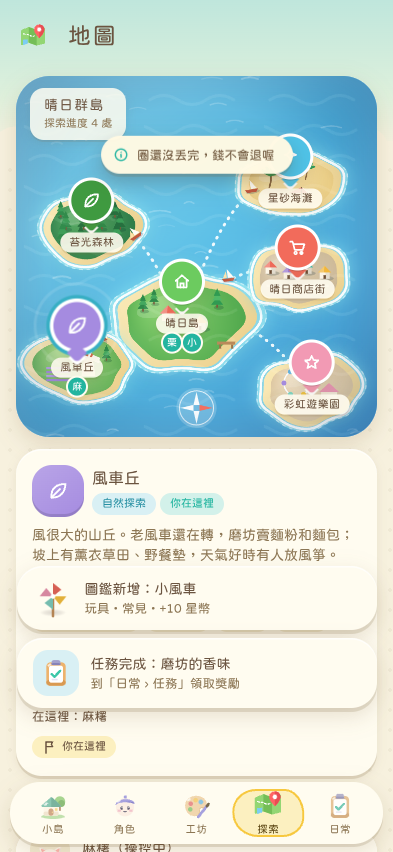 地圖
晴日群島
探索進度 4 處
圈還沒丟完，錢不會退喔
星砂海灘
苔光森林
晴日商店街
晴日島
栗 小
風車丘
麻
彩虹遊樂園
風車丘
自然探索 你在這裡
風很大的山丘。老風車還在轉，磨坊賣麵粉和麵包；
坡上有薰衣草田、野餐墊，天氣好時有人放風箏。
圖鑑新增：小風車
玩具・常見・+10 星幣
任務完成：磨坊的香味
到「日常 › 任務」領取獎勵
在這裡：麻糬
你在這裡
小島 角色 工坊 探索 日常
麻糬（操控中）